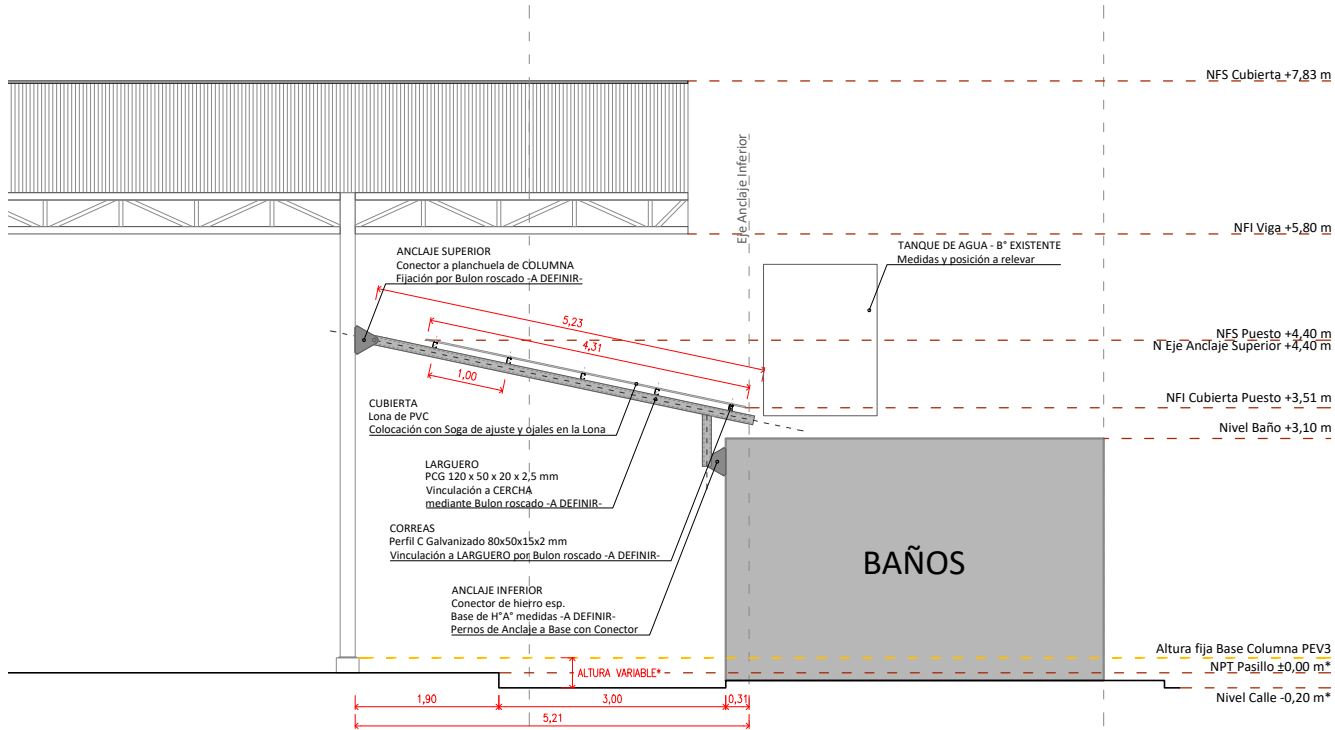 NFS Cubierta +7,83 m
Eje Anclaje Inferior
NFI Viga +5,80 m
ANCLAJE SUPERIOR
Conector a planchuela de COLUMNA
Fijación por Bulon roscado -A DEFINIR-
TANQUE DE AGUA - B° EXISTENTE
Medidas y posición a relevar
5,23
4,31
1,00
NFS Puesto +4,40 m
N Eje Anclaje Superior +4,40 m
NFI Cubierta Puesto +3,51 m
Nivel Baño +3,10 m
CUBIERTA
Lona de PVC
Colocación con Soga de ajuste y ojales en la Lona
LARGUERO
PCG 120 x 50 x 20 x 2,5 mm
Vinculación a CERCHA
mediante Bulon roscado -A DEFINIR-
CORREAS
Perfil C Galvanizado 80x50x15x2 mm
Vinculación a LARGUERO por Bulon roscado -A DEFINIR-
BAÑOS
ANCLAJE INFERIOR
Conector de hierro esp.
Base de H°A° medidas -A DEFINIR-
Pernos de Anclaje a Base con Conector
Altura fija Base Columna PEV3
NPT Pasillo ±0,00 m*
Nivel Calle -0,20 m*
ALTURA VARIABLE*
1,90
3,00
0,31
5,21